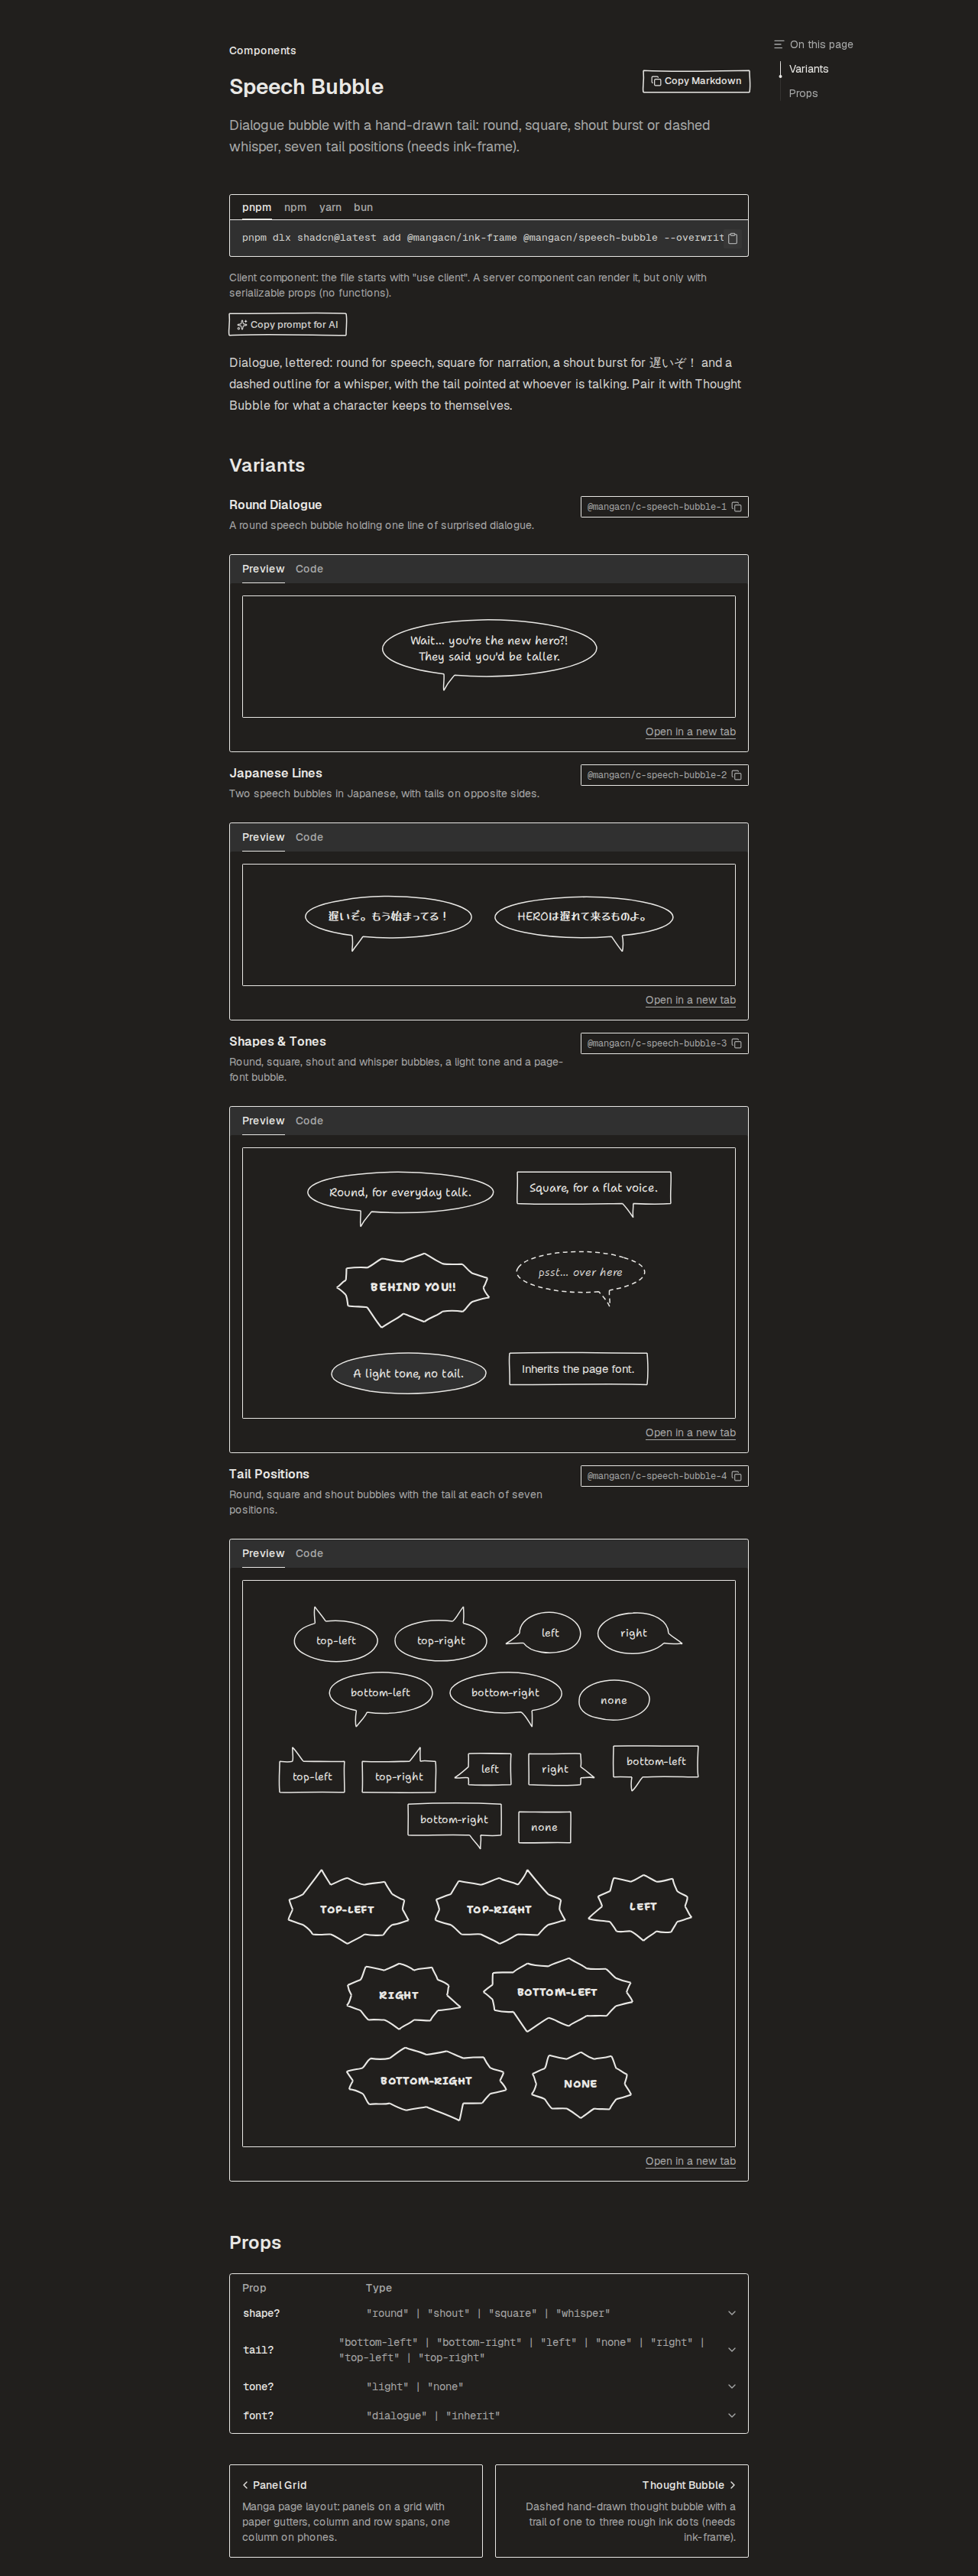 Components
On this page
Variants
Props
Speech Bubble
Copy Markdown
Dialogue bubble with a hand-drawn tail: round, square, shout burst or dashed
whisper, seven tail positions (needs ink-frame).
pnpm npm yarn bun
pnpm dlx shadcn@latest add @mangacn/ink-frame @mangacn/speech-bubble --overwrit
Client component: the file starts with "use client". A server component can render it, but only with
serializable props (no functions).
Copy prompt for AI
Dialogue, lettered: round for speech, square for narration, a shout burst for 遅いぞ！ and a
dashed outline for a whisper, with the tail pointed at whoever is talking. Pair it with Thought
Bubble for what a character keeps to themselves.
Variants
Round Dialogue
@mangacn/c-speech-bubble-1
A round speech bubble holding one line of surprised dialogue.
Preview Code
Wait... you're the new hero?!
They said you'd be taller.
Open in a new tab
Japanese Lines
@mangacn/c-speech-bubble-2
Two speech bubbles in Japanese, with tails on opposite sides.
Preview Code
遅いぞ。もう始まってる！
HEROは遅れて来るものよ。
Open in a new tab
Shapes & Tones
@mangacn/c-speech-bubble-3
Round, square, shout and whisper bubbles, a light tone and a page-
font bubble.
Preview Code
Round, for everyday talk.
Square, for a flat voice.
BEHIND YOU!!
psst... over here
A light tone, no tail.
Inherits the page font.
Open in a new tab
Tail Positions
@mangacn/c-speech-bubble-4
Round, square and shout bubbles with the tail at each of seven
positions.
Preview Code
top-left
top-right
left
right
bottom-left
bottom-right
none
top-left
top-right
left
right
bottom-left
bottom-right
none
TOP-LEFT
TOP-RIGHT
LEFT
RIGHT
BOTTOM-LEFT
BOTTOM-RIGHT
NONE
Open in a new tab
Props
Prop Type
shape? "round" | "shout" | "square" | "whisper"
tail? "bottom-left" | "bottom-right" | "left" | "none" | "right" |
"top-left" | "top-right"
tone? "light" | "none"
font? "dialogue" | "inherit"
Panel Grid
Manga page layout: panels on a grid with
paper gutters, column and row spans, one
column on phones.
Thought Bubble
Dashed hand-drawn thought bubble with a
trail of one to three rough ink dots (needs
ink-frame).